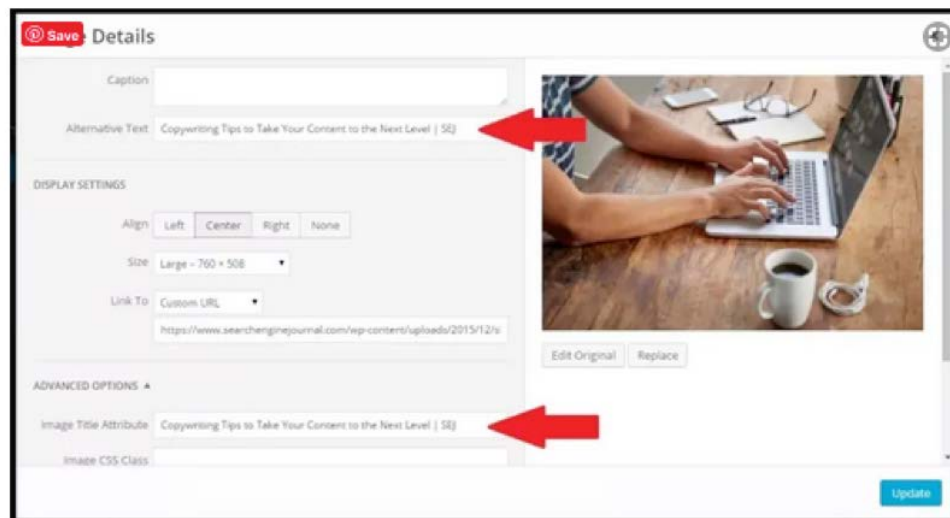 Save
Details
Caption
Alternative Text Copywriting Tips to Take Your Content to the Next Level | SEJ
DISPLAY SETTINGS
Align Left Center Right None
Size Large – 760 × 508
Link To Custom URL
https://www.searchenginejournal.com/wp-content/uploads/2015/12/s
Edit Original Replace
ADVANCED OPTIONS
Image Title Attribute Copywriting Tips to Take Your Content to the Next Level | SEJ
Image CSS Class
Update